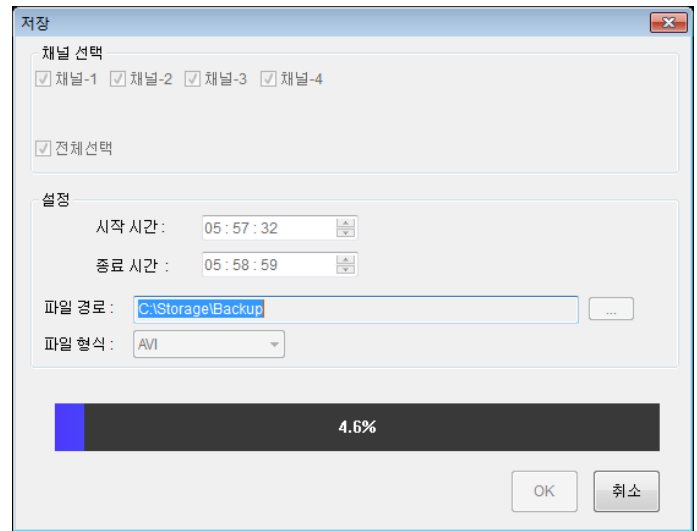 저장
채널 선택
채널-1 채널-2 채널-3 채널-4
전체선택
설정
시작 시간 : 05 : 57 : 32
종료 시간 : 05 : 58 : 59
파일 경로 : C:\Storage\Backup ...
파일 형식 : AVI
4.6%
OK 취소